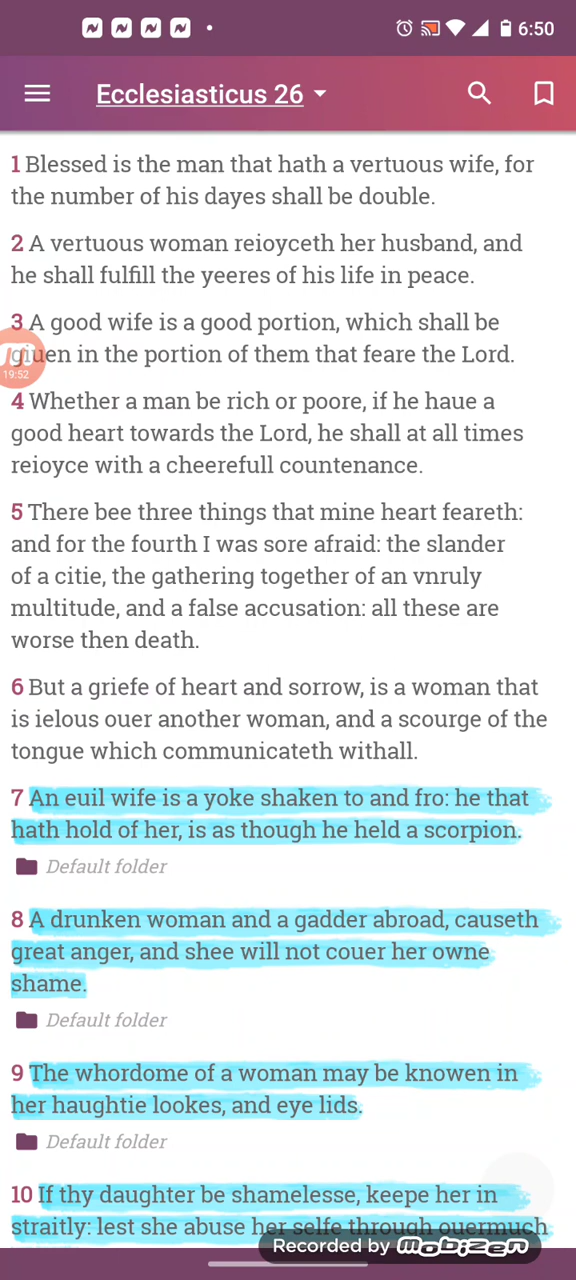 6:50
Ecclesiasticus 26
1 Blessed is the man that hath a vertuous wife, for
the number of his dayes shall be double.
2 A vertuous woman reioyceth her husband, and
he shall fulfill the yeeres of his life in peace.
3 A good wife is a good portion, which shall be
giuen in the portion of them that feare the Lord.
19:52
4 Whether a man be rich or poore, if he haue a
good heart towards the Lord, he shall at all times
reioyce with a cheerefull countenance.
5 There bee three things that mine heart feareth:
and for the fourth I was sore afraid: the slander
of a citie, the gathering together of an vnruly
multitude, and a false accusation: all these are
worse then death.
6 But a griefe of heart and sorrow, is a woman that
is ielous ouer another woman, and a scourge of the
tongue which communicateth withall.
7 An euil wife is a yoke shaken to and fro: he that
hath hold of her, is as though he held a scorpion.
Default folder
8 A drunken woman and a gadder abroad, causeth
great anger, and shee will not couer her owne
shame.
Default folder
9 The whordome of a woman may be knowen in
her haughtie lookes, and eye lids.
Default folder
10 If thy daughter be shamelesse, keepe her in
straitly: lest she abuse her selfe through ouermuch
Recorded by mobizen